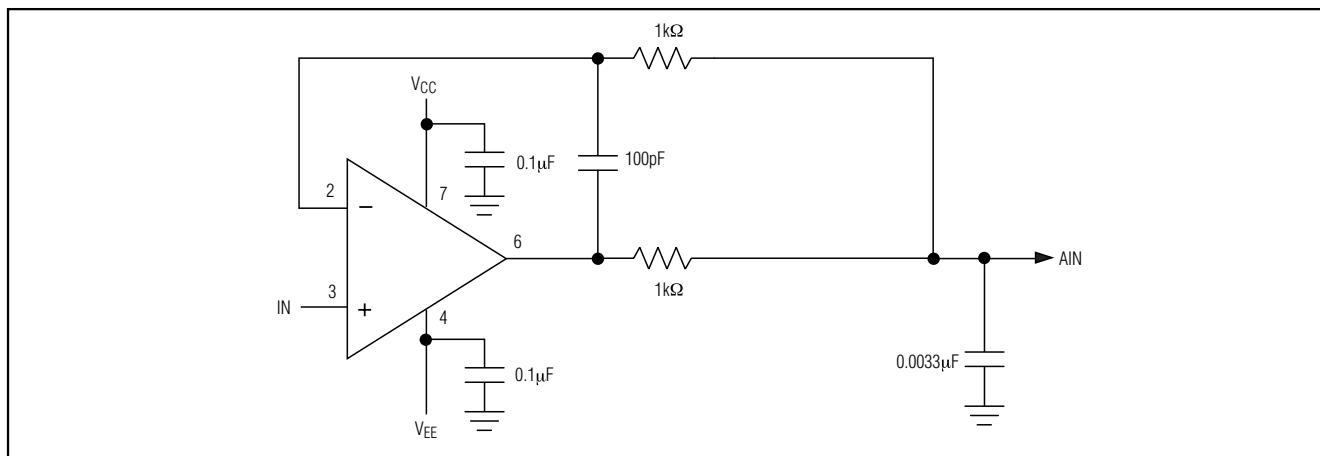 1kΩ
VCC
0.1µF
100pF
2
7
−
6
AIN
1kΩ
IN
3
+
4
0.0033µF
0.1µF
VEE